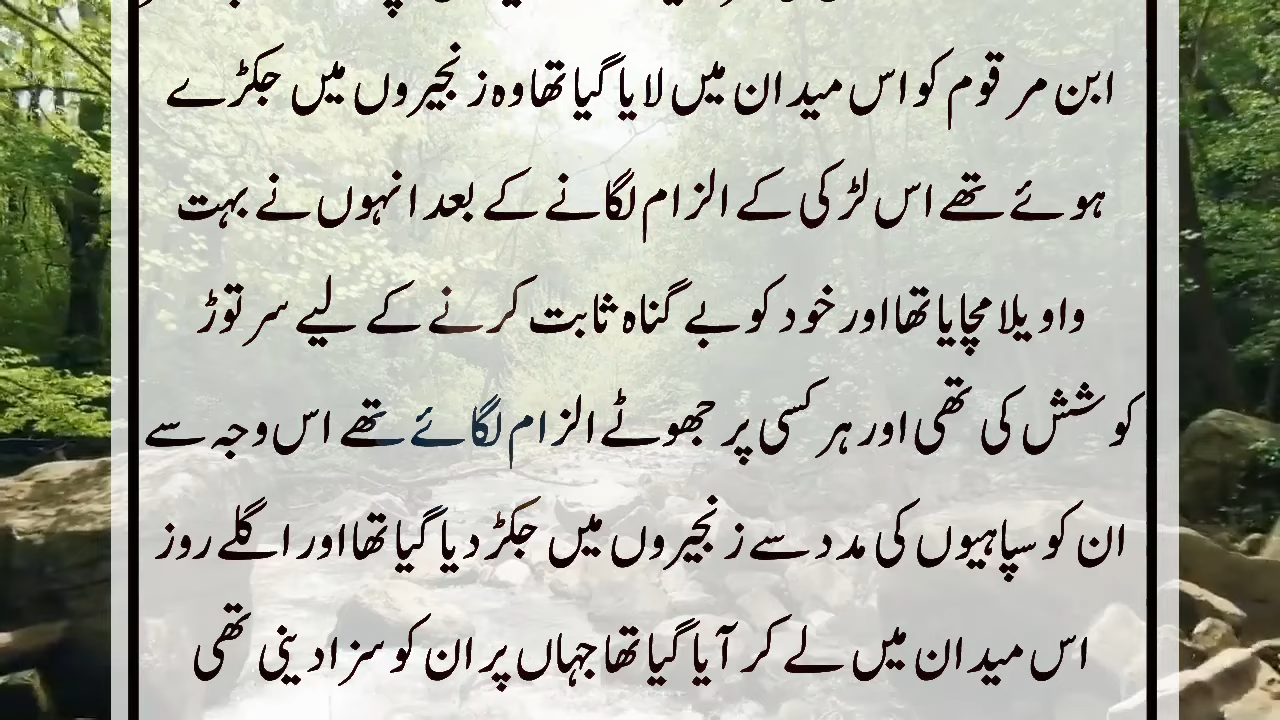 ابن مرقوم کو اس میدان میں لایا گیا تھا وہ زنجیروں میں جکڑے
ہوئے تھے اس لڑکی کے الزام لگانے کے بعد انہوں نے بہت
واویلا مچایا تھا اور خود کو بے گناہ ثابت کرنے کے لیے سر توڑ
کوشش کی تھی اور ہر کسی پر جھوٹے الزام لگائے تھے اس وجہ سے
ان کو سپاہیوں کی مدد سے زنجیروں میں جکڑ دیا گیا تھا اور اگلے روز
اس میدان میں لے کر آیا گیا تھا جہاں پر ان کو سزا دینی تھی